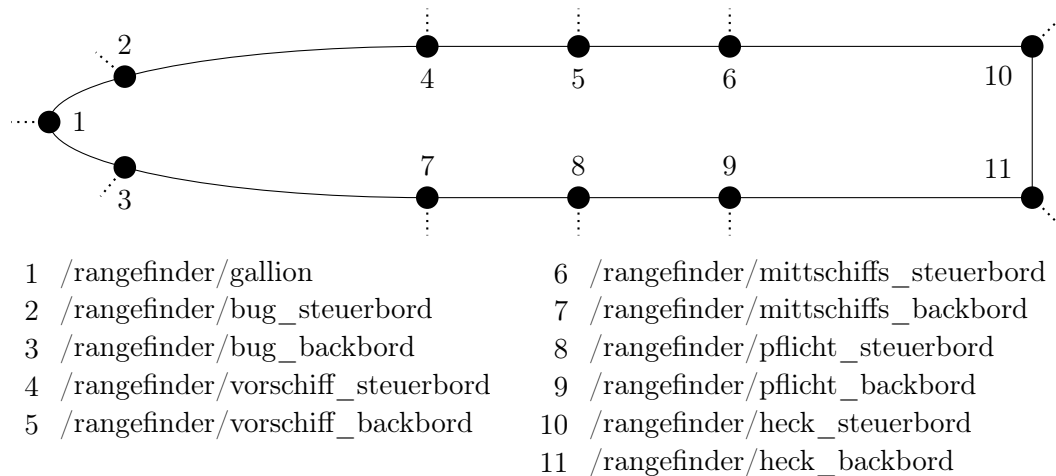 2
4
5
6
10
1
3
7
8
9
11
1 /rangefinder/gallion
2 /rangefinder/bug_steuerbord
3 /rangefinder/bug_backbord
4 /rangefinder/vorschiff_steuerbord
5 /rangefinder/vorschiff_backbord
6 /rangefinder/mittschiffs_steuerbord
7 /rangefinder/mittschiffs_backbord
8 /rangefinder/pflicht_steuerbord
9 /rangefinder/pflicht_backbord
10 /rangefinder/heck_steuerbord
11 /rangefinder/heck_backbord